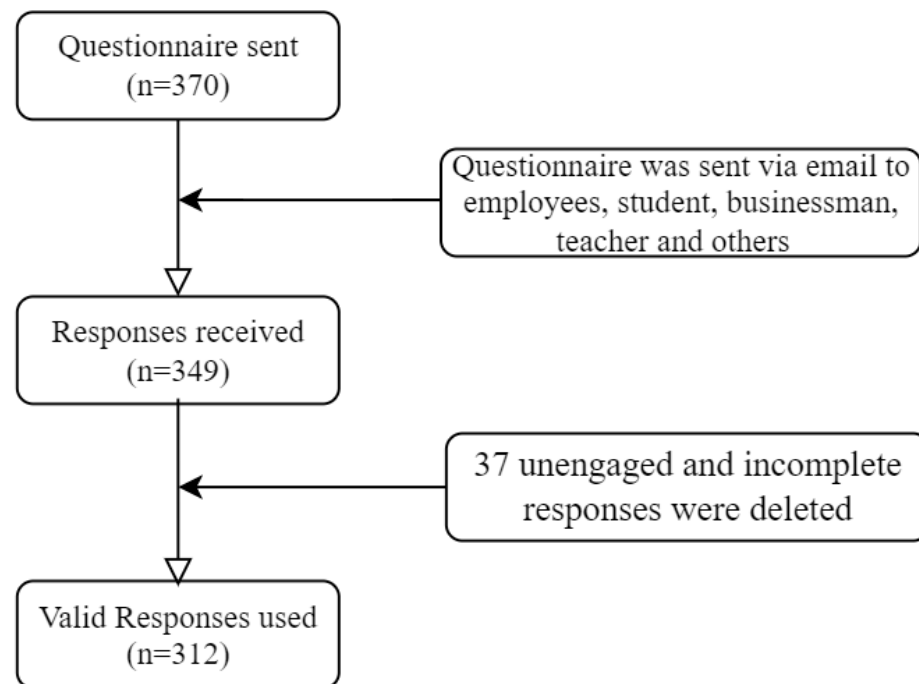 Questionnaire sent
(n=370)
Questionnaire was sent via email to
employees, student, businessman,
teacher and others
Responses received
(n=349)
37 unengaged and incomplete
responses were deleted
Valid Responses used
(n=312)